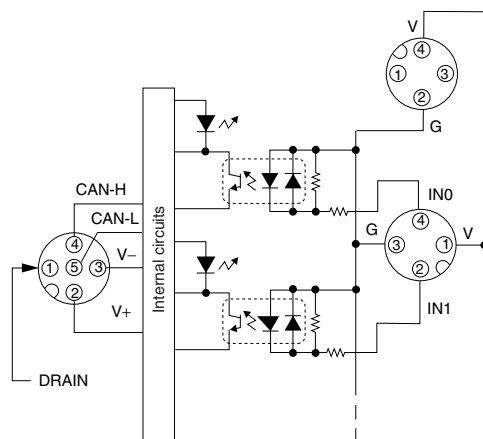 V
4
1
3
2
G
CAN-H
CAN-L
V–
V+
4
1
5
3
2
DRAIN
Internal circuits
IN0
4
G
3
1
V
2
IN1